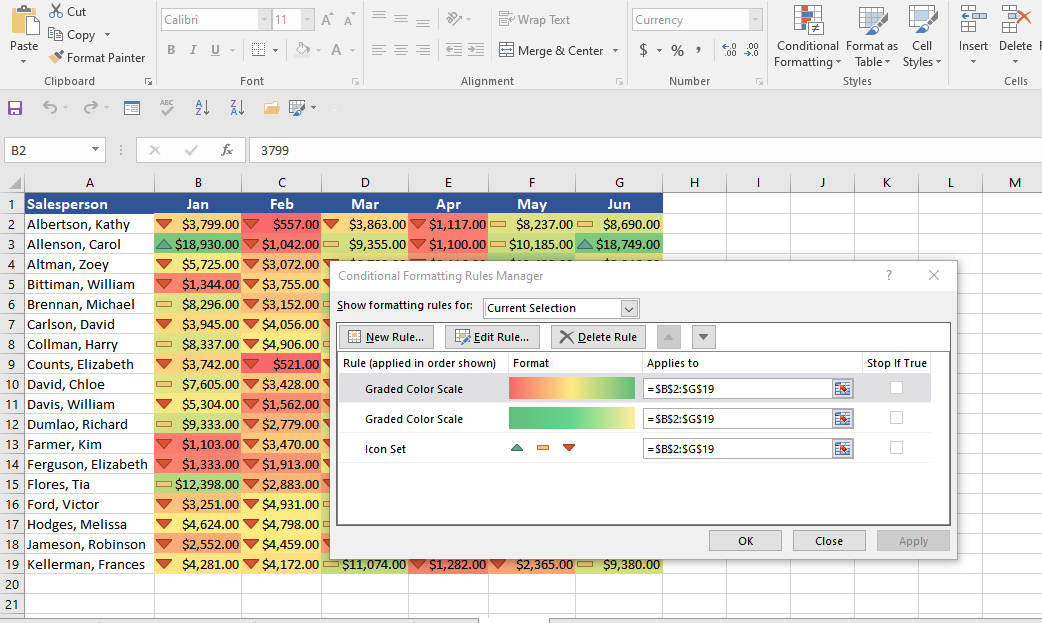 Cut
Calibri 11 A A Wrap Text Currency
Paste Copy
Conditional Format as Cell Insert Delete
Format Painter B I U A Merge & Center $ % , Formatting Table Styles
Clipboard Font Alignment Number Styles Cells
ABC A Z Z A
B2 fx 3799
A B C D E F G H I J K L M
1 Salesperson Jan Feb Mar Apr May Jun
2 Albertson, Kathy $3,799.00 $557.00 $3,863.00 $1,117.00 $8,237.00 $8,690.00
3 Allenson, Carol $18,930.00 $1,042.00 $9,355.00 $1,100.00 $10,185.00 $18,749.00
4 Altman, Zoey $5,725.00 $3,072.00
5 Bittiman, William $1,344.00 $3,755.00
6 Brennan, Michael $8,296.00 $3,152.00
7 Carlson, David $3,945.00 $4,056.00
8 Collman, Harry $8,337.00 $4,906.00
9 Counts, Elizabeth $3,742.00 $521.00
10 David, Chloe $7,605.00 $3,428.00
11 Davis, William $5,304.00 $1,562.00
12 Dumlao, Richard $9,333.00 $2,779.00
13 Farmer, Kim $1,103.00 $3,470.00
14 Ferguson, Elizabeth $1,333.00 $1,913.00
15 Flores, Tia $12,398.00 $2,883.00
16 Ford, Victor $3,251.00 $4,931.00
17 Hodges, Melissa $4,624.00 $4,798.00
18 Jameson, Robinson $2,552.00 $4,459.00
19 Kellerman, Frances $4,281.00 $4,172.00 $11,074.00 $1,282.00 $2,365.00 $9,380.00
20
21
Conditional Formatting Rules Manager ?
Show formatting rules for: Current Selection
New Rule... Edit Rule... Delete Rule
Rule (applied in order shown) Format Applies to Stop If True
Graded Color Scale =$B$2:$G$19
Graded Color Scale =$B$2:$G$19
Icon Set =$B$2:$G$19
OK Close Apply